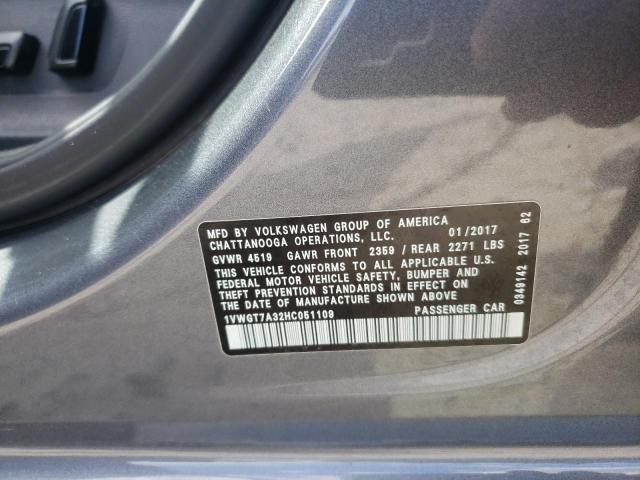 MFD BY VOLKSWAGEN GROUP OF AMERICA
CHATTANOOGA OPERATIONS, LLC. 01/2017
GVWR 4519 GAWR FRONT 2359 / REAR 2271 LBS
THIS VEHICLE CONFORMS TO ALL APPLICABLE U.S.
FEDERAL MOTOR VEHICLE SAFETY, BUMPER AND
THEFT PREVENTION STANDARDS IN EFFECT ON
THE DATE OF MANUFACTURE SHOWN ABOVE
1VWGT7A32HC051109 PASSENGER CAR
0349142 2017 62